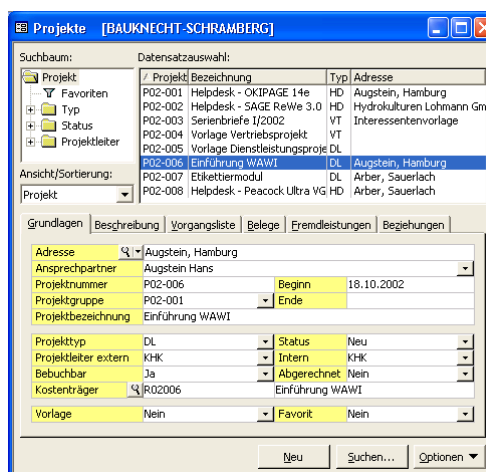 Projekte [BAUKNECHT-SCHRAMBERG]
Suchbaum:
Projekt
Favoriten
Typ
Status
Projektleiter
Ansicht/Sortierung:
Projekt
Datensatzauswahl:
/ Projekt Bezeichnung Typ Adresse
P02-001 Helpdesk - OKIPAGE 14e HD Augstein, Hamburg
P02-002 Helpdesk - SAGE ReWe 3.0 HD Hydrokulturen Lohmann Gm
P02-003 Serienbriefe I/2002 VT Interessentenvorlage
P02-004 Vorlage Vertriebsprojekt VT
P02-005 Vorlage Dienstleistungsproje DL
P02-006 Einführung WAWI DL Augstein, Hamburg
P02-007 Etikettiermodul DL Arber, Sauerlach
P02-008 Helpdesk - Peacock Ultra VG HD Arber, Sauerlach
Grundlagen Beschreibung Vorgangsliste Belege Fremdleistungen Beziehungen
Adresse Augstein, Hamburg
Ansprechpartner Augstein Hans
Projektnummer P02-006 Beginn 18.10.2002
Projektgruppe P02-001 Ende
Projektbezeichnung Einführung WAWI
Projekttyp DL Status Neu
Projektleiter extern KHK Intern KHK
Bebuchbar Ja Abgerechnet Nein
Kostenträger R02006 Einführung WAWI
Vorlage Nein Favorit Nein
Neu Suchen... Optionen